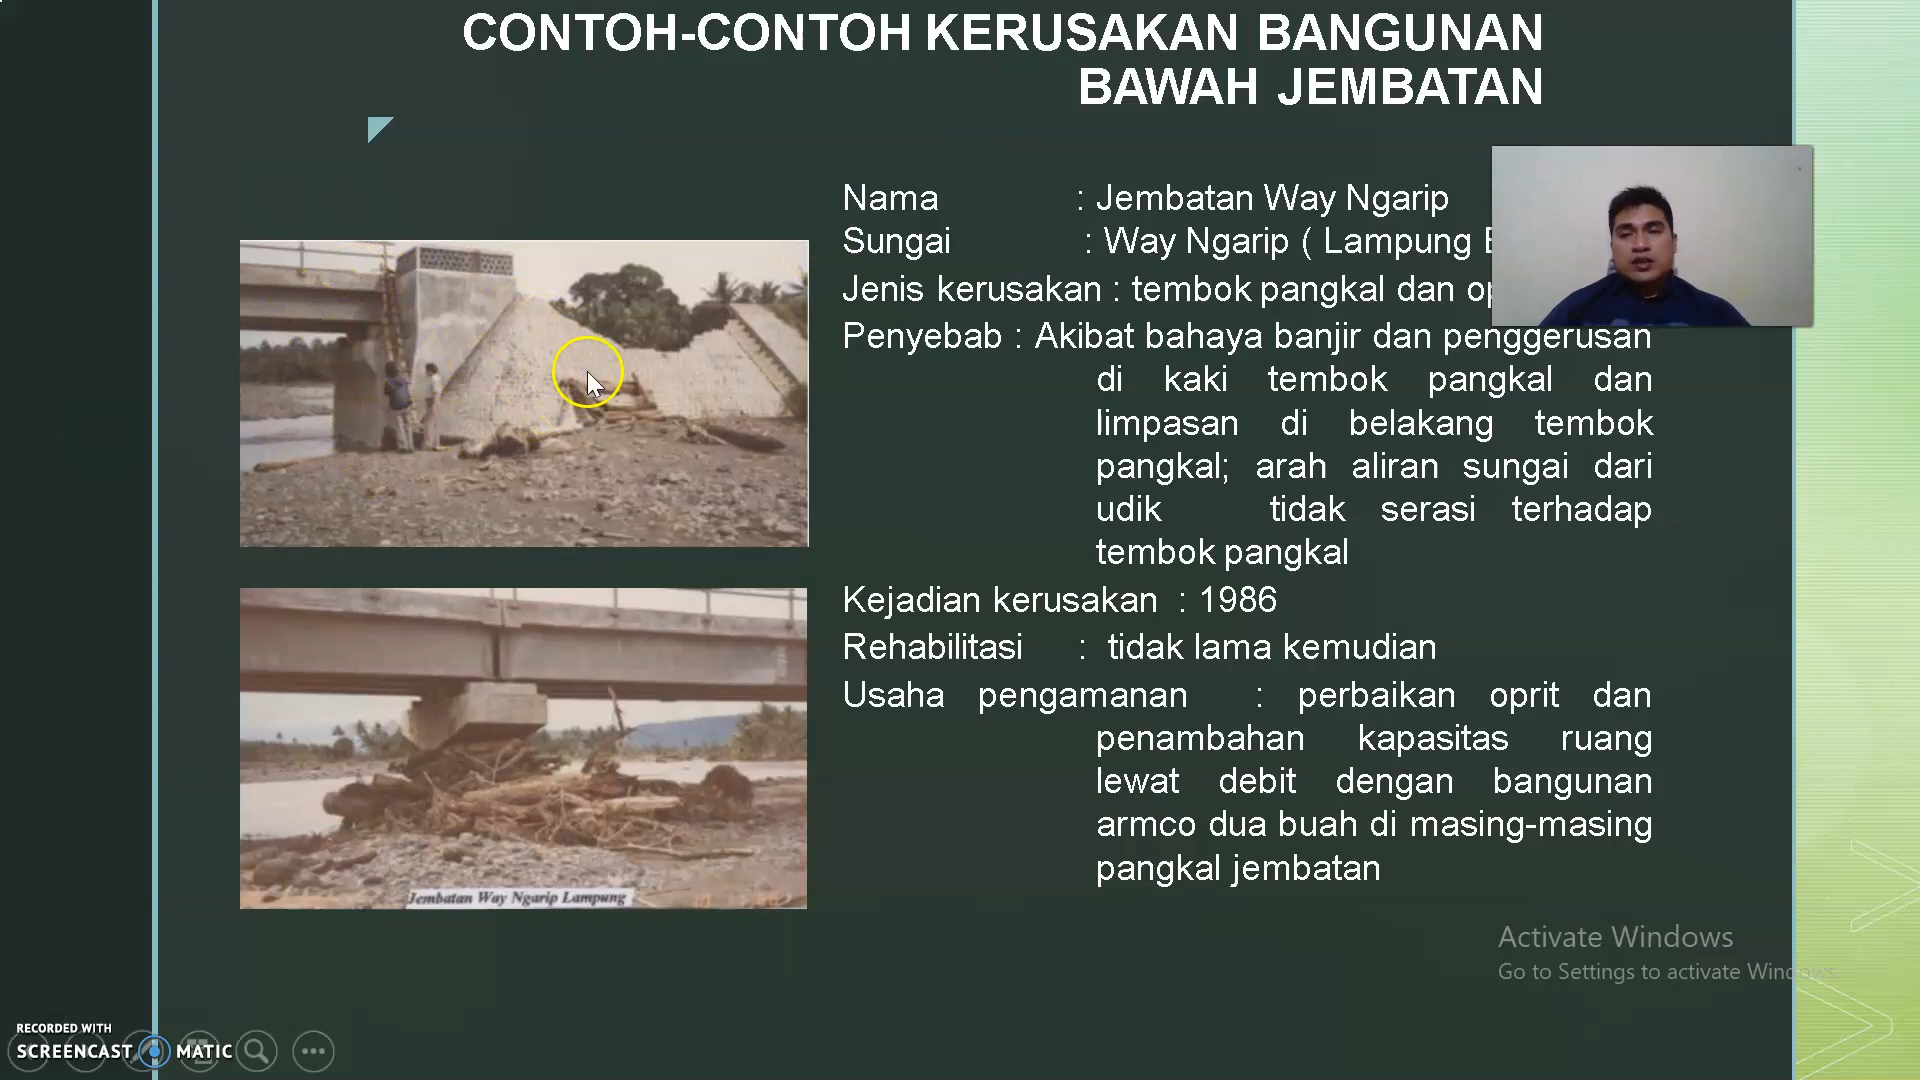 CONTOH-CONTOH KERUSAKAN BANGUNAN
BAWAH JEMBATAN
Nama : Jembatan Way Ngarip
Sungai : Way Ngarip ( Lampung
Jenis kerusakan : tembok pangkal dan
Penyebab : Akibat bahaya banjir dan penggerusan
di kaki tembok pangkal dan
limpasan di belakang tembok
pangkal; arah aliran sungai dari
udik tidak serasi terhadap
tembok pangkal
Kejadian kerusakan : 1986
Rehabilitasi : tidak lama kemudian
Usaha pengamanan : perbaikan oprit dan
penambahan kapasitas ruang
lewat debit dengan bangunan
armco dua buah di masing-masing
pangkal jembatan
Jembatan Way Ngarip Lampung
Activate Windows
Go to Settings to activate Windows.
RECORDED WITH
SCREENCAST MATIC